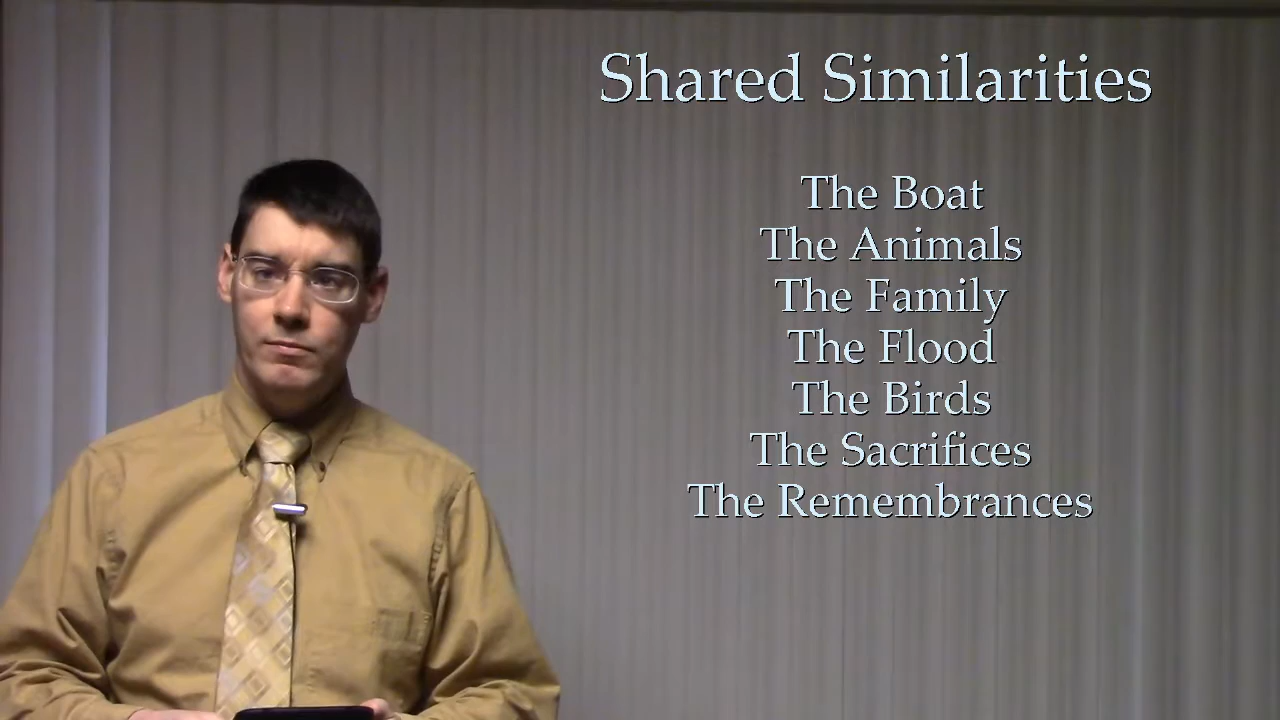 Shared Similarities
The Boat
The Animals
The Family
The Flood
The Birds
The Sacrifices
The Remembrances